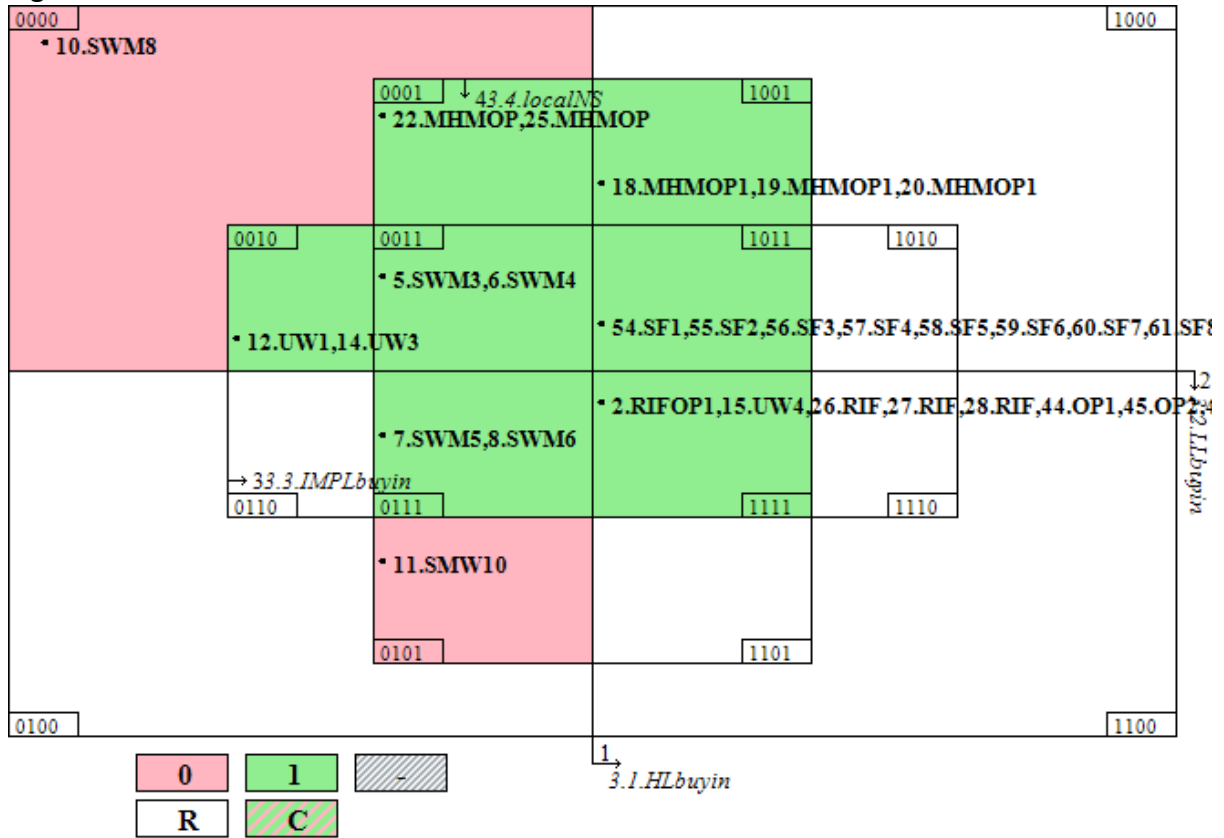 0000
1000
10.SWM8
0001
43.4.localNS
1001
22.MHMOP,25.MHMOP
18.MHMOP1,19.MHMOP1,20.MHMOP1
0010
0011
1011
1010
5.SWM3,6.SWM4
54.SF1,55.SF2,56.SF3,57.SF4,58.SF5,59.SF6,60.SF7,61.SF8
12.UW1,14.UW3
2.RIFOP1,15.UW4,26.RIF,27.RIF,28.RIF,44.OP1,45.OP2,4
7.SWM5,8.SWM6
33.3.IMPLbuyin
0110
0111
1111
1110
11.SMW10
0101
1101
0100
1100
1
3.1.HLbuyin
0
1
-
R
C